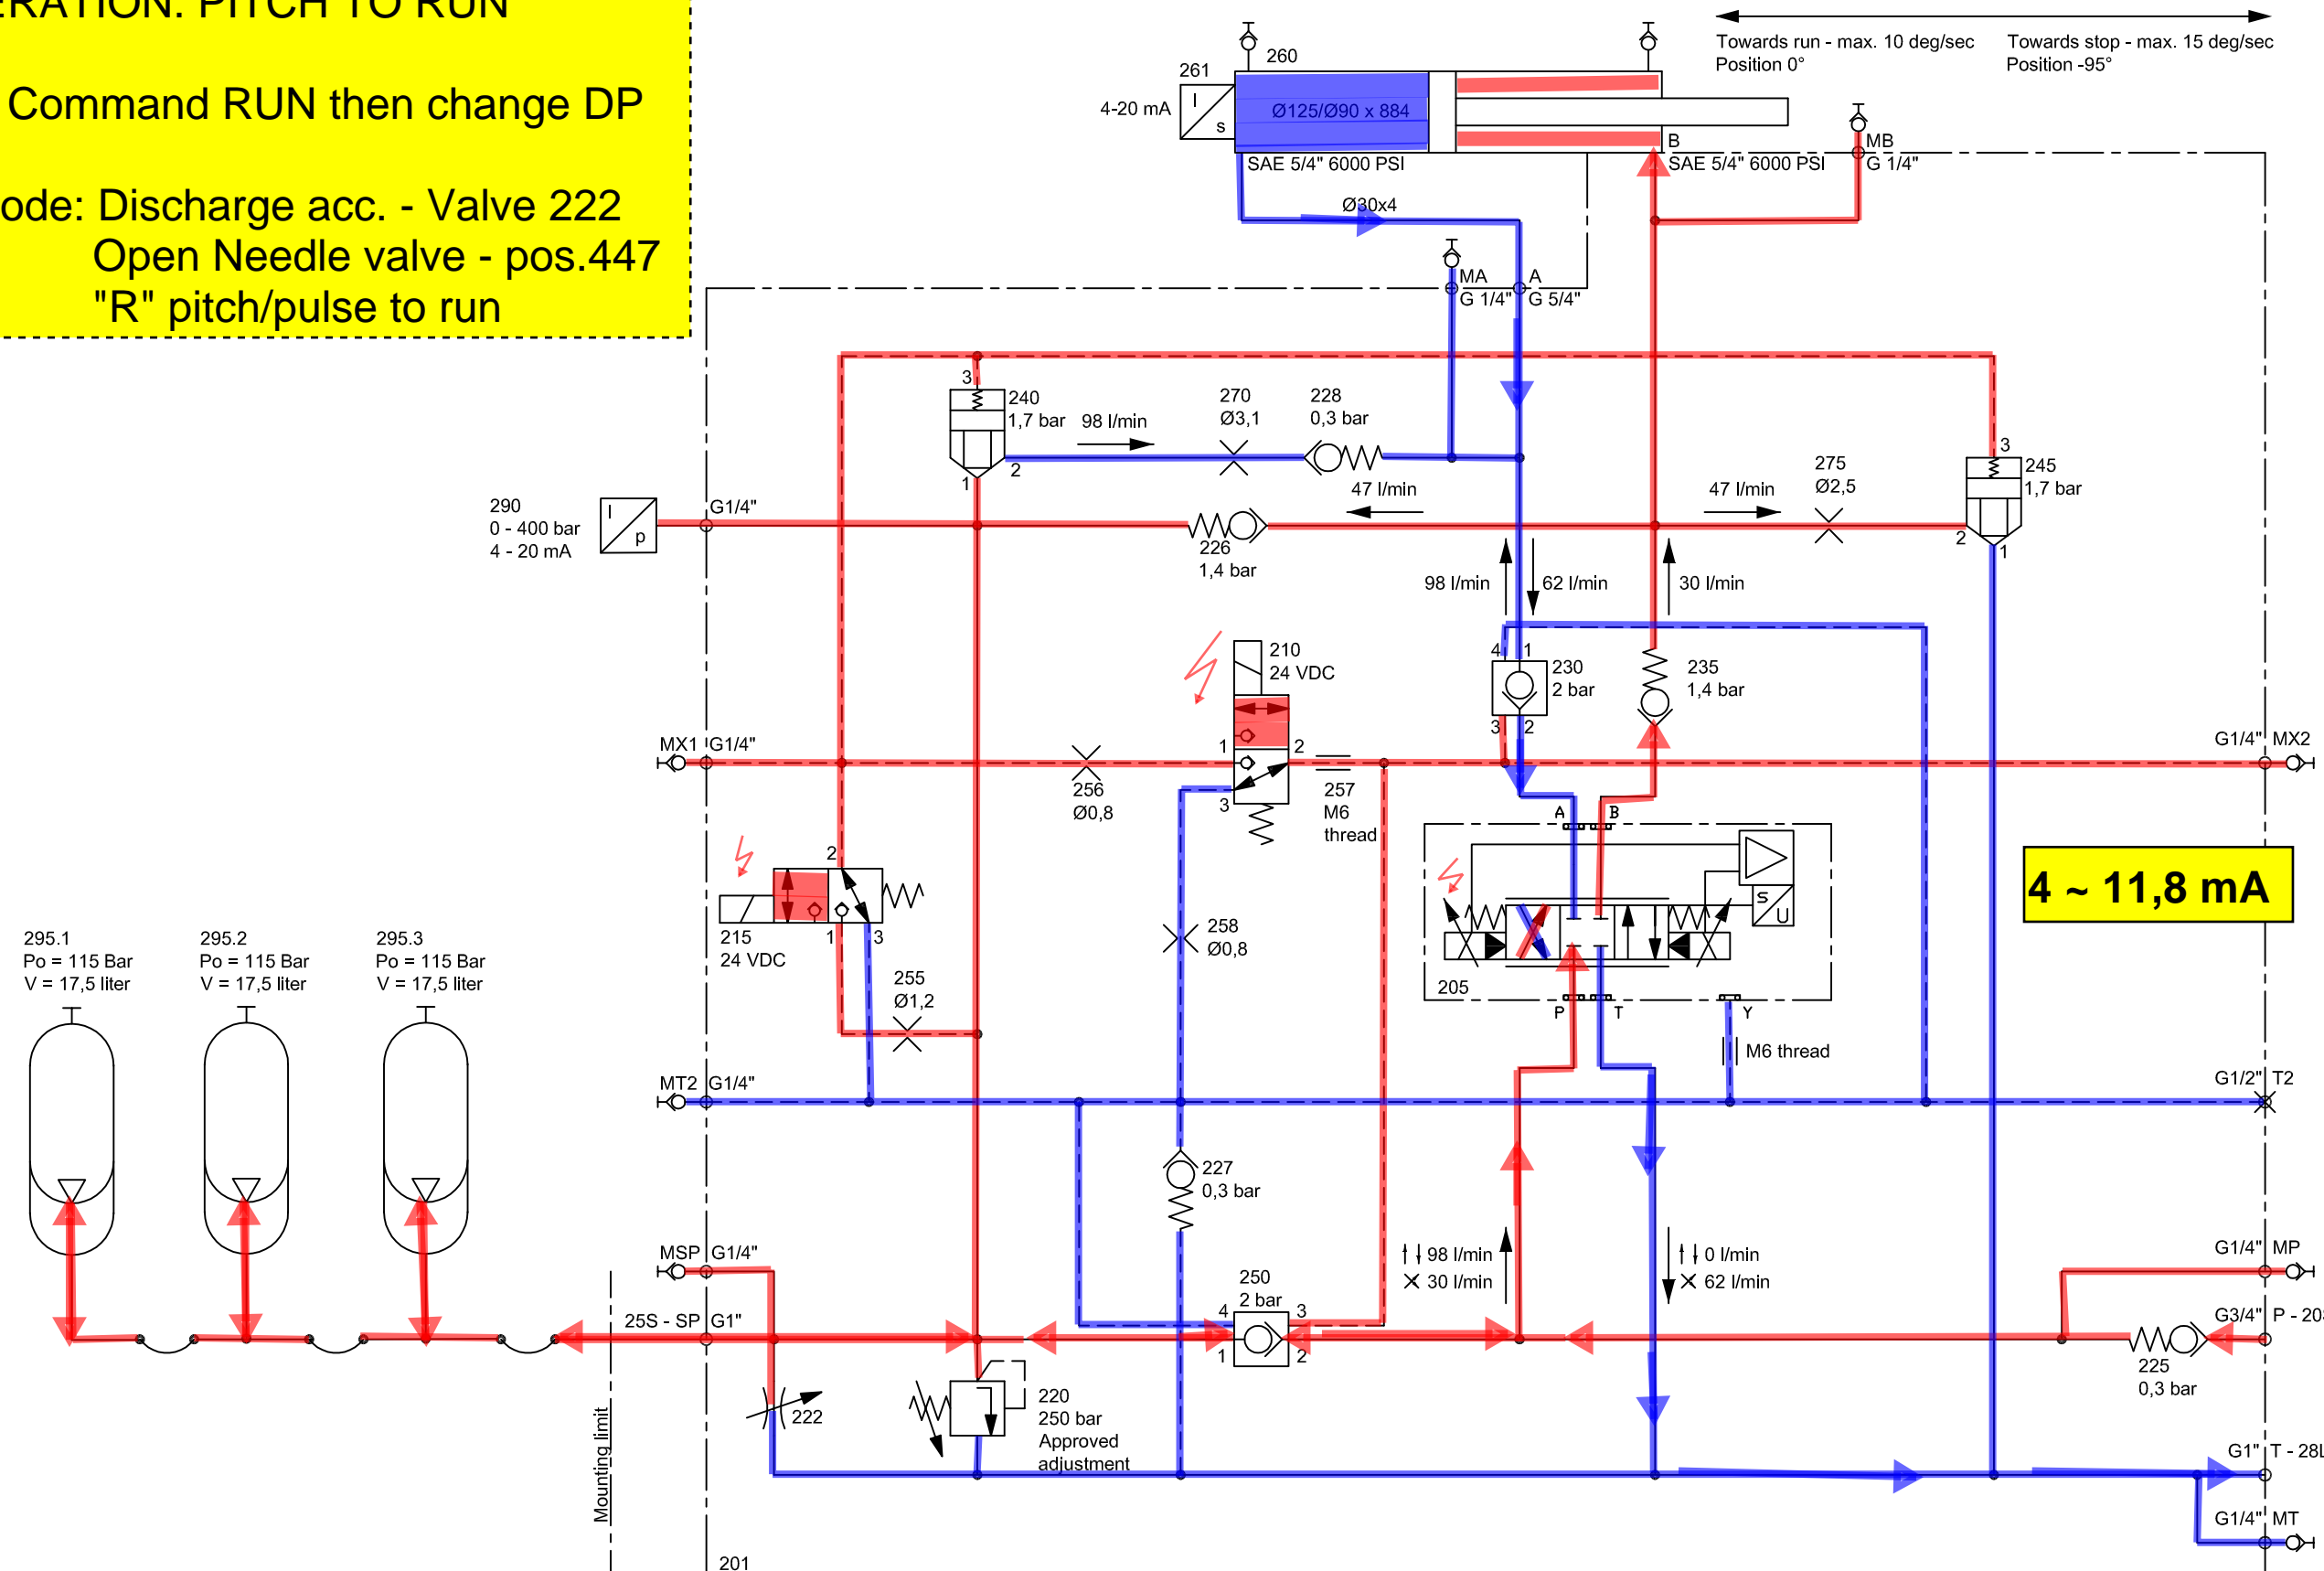 ERATION: PITCH TO RUN
Command RUN then change DP
ode: Discharge acc. - Valve 222
Open Needle valve - pos.447
"R" pitch/pulse to run
Towards run - max. 10 deg/sec
Position 0°
Towards stop - max. 15 deg/sec
Position -95°
260
261
4-20 mA
I
s
Ø125/Ø90 x 884
SAE 5/4" 6000 PSI
B
SAE 5/4" 6000 PSI
MB
G 1/4"
Ø30x4
MA
G 1/4"
A
G 5/4"
3
240
1,7 bar
1
2
98 l/min
270
Ø3,1
228
0,3 bar
3
245
1,7 bar
2
1
290
0 - 400 bar
4 - 20 mA
I
p
G1/4"
47 l/min
47 l/min
275
Ø2,5
226
1,4 bar
98 l/min
62 l/min
30 l/min
210
24 VDC
1
2
3
4
1
230
2 bar
3
2
235
1,4 bar
MX1
G1/4"
256
Ø0,8
257
M6
thread
G1/4"
MX2
A
B
2
215
24 VDC
1
3
258
Ø0,8
s
U
205
P
T
Y
4 ~ 11,8 mA
295.1
Po = 115 Bar
V = 17,5 liter
295.2
Po = 115 Bar
V = 17,5 liter
295.3
Po = 115 Bar
V = 17,5 liter
255
Ø1,2
M6 thread
MT2
G1/4"
G1/2"
T2
227
0,3 bar
MSP
G1/4"
98 l/min
30 l/min
0 l/min
62 l/min
G1/4"
MP
25S - SP
G1"
250
2 bar
4
3
1
2
G3/4"
P - 20
225
0,3 bar
222
220
250 bar
Approved
adjustment
Mounting limit
G1"
T - 28L
G1/4"
MT
201